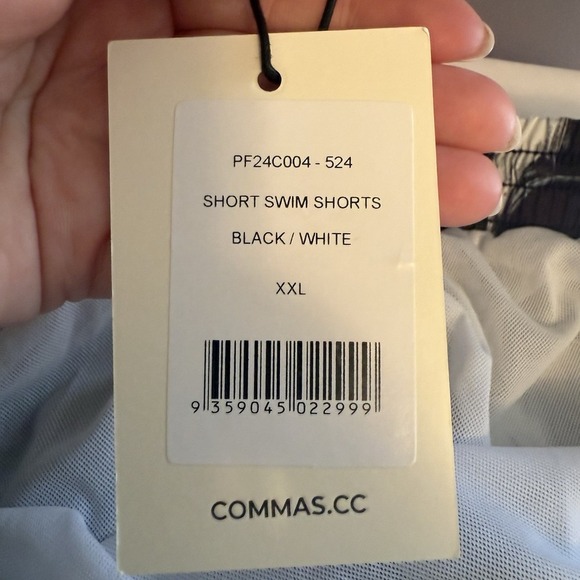 PF24C004 - 524
SHORT SWIM SHORTS
BLACK / WHITE
XXL
9 359045 022999
COMMAS.CC